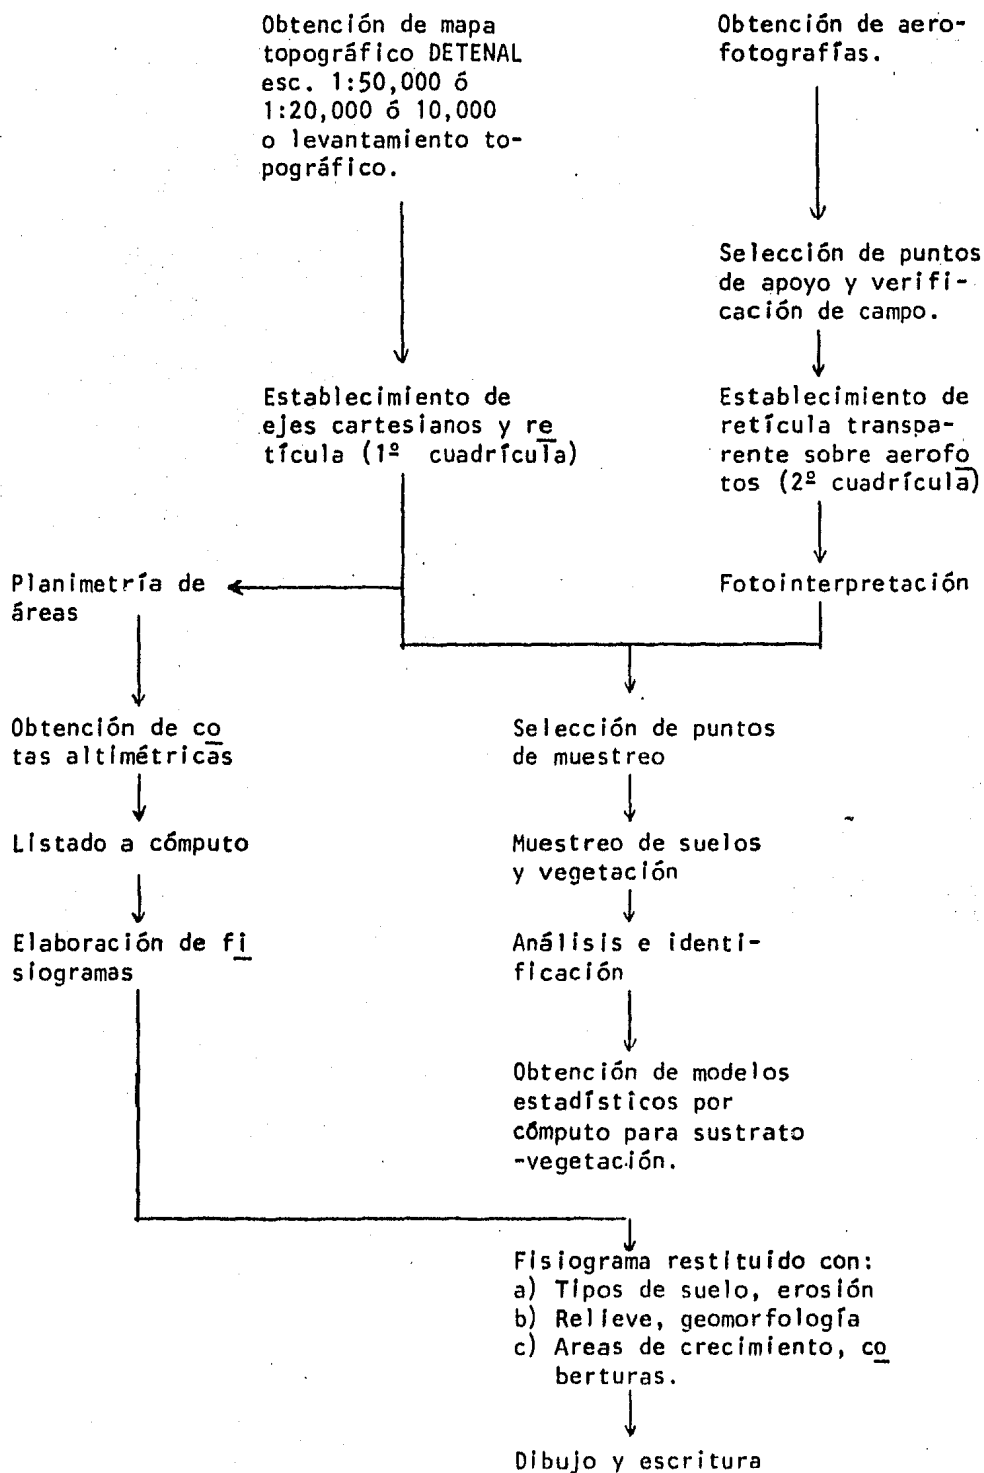 Obtención de mapa
topográfico DETENAL
esc. 1:50,000 ó
1:20,000 ó 10,000
o levantamiento to-
pográfico.
Obtención de aero-
fotografías.
Selección de puntos
de apoyo y verifi-
cación de campo.
Establecimiento de
ejes cartesianos y re
tícula (1º cuadrícula)
Establecimiento de
retícula transpa-
rente sobre aerofo
tos (2º cuadrícula)
Planimetría de
áreas
Fotointerpretación
Obtención de co
tas altimétricas
Selección de puntos
de muestreo
Listado a cómputo
Muestreo de suelos
y vegetación
Elaboración de fi
siogramas
Análisis e identi-
ficación
Obtención de modelos
estadísticos por
cómputo para sustrato
-vegetación.
Fisiograma restituido con:
a) Tipos de suelo, erosión
b) Relieve, geomorfología
c) Areas de crecimiento, co
berturas.
Dibujo y escritura